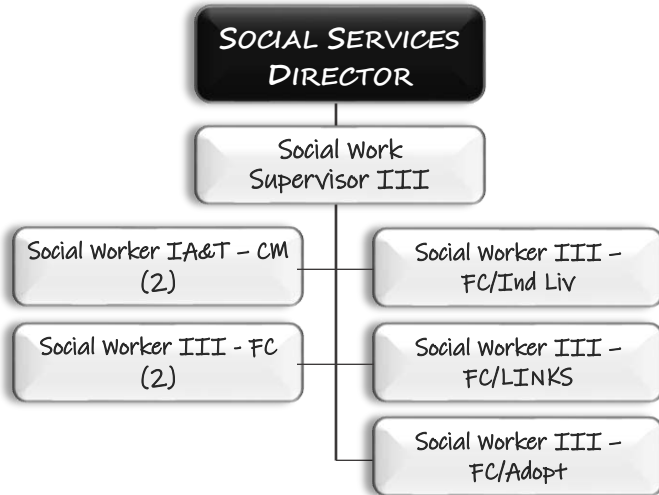 SOCIAL SERVICES
DIRECTOR
Social Work
Supervisor III
Social Worker IA&T – CM
(2)
Social Worker III –
FC/Ind Liv
Social Worker III - FC
(2)
Social Worker III –
FC/LINKS
Social Worker III –
FC/Adopt